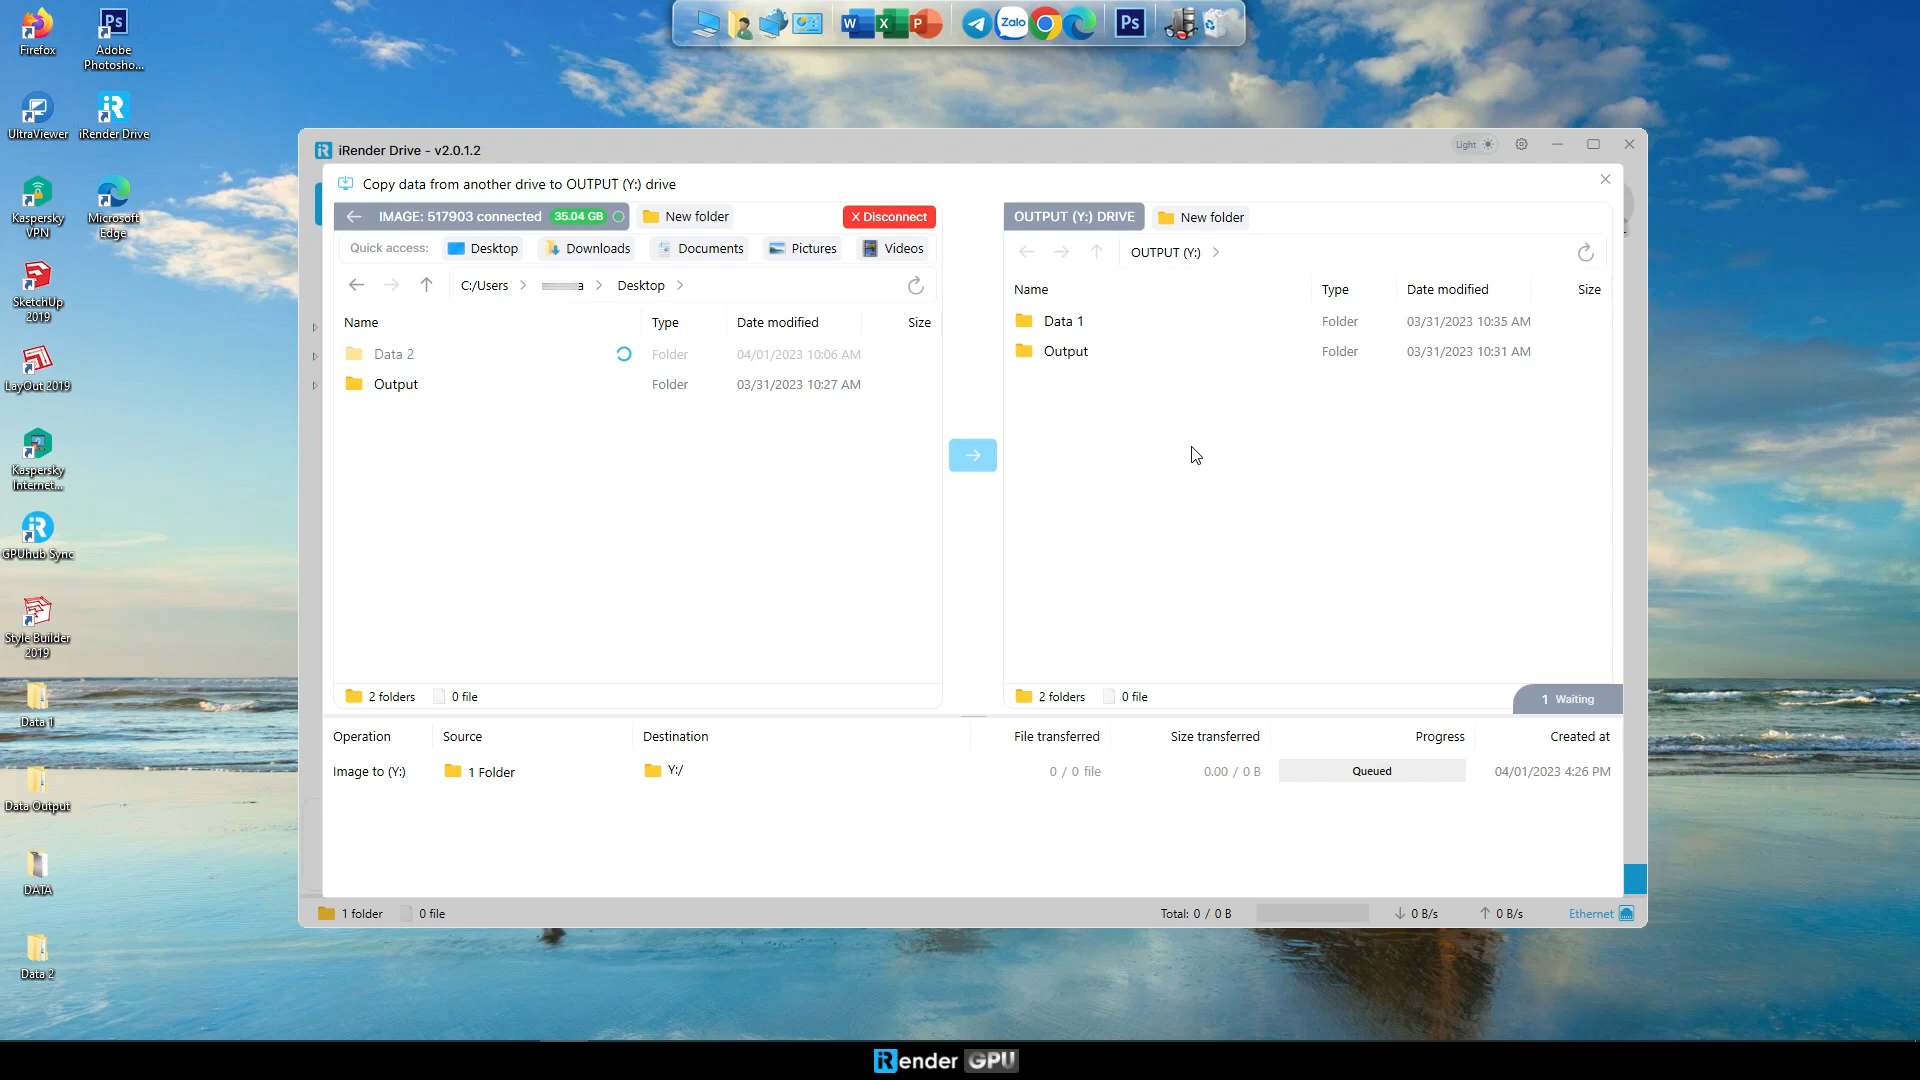 Firefox
Adobe
Photosho...
UltraViewer
iRender Drive
Kaspersky
VPN
Microsoft
Edge
SketchUp
2019
LayOut 2019
Kaspersky
Internet...
GPUhub Sync
Style Builder
2019
Data 1
Data Output
DATA
Data 2
Zalo
Ps
iRender Drive - v2.0.1.2
Light
Copy data from another drive to OUTPUT (Y:) drive
IMAGE: 517903 connected 35.04 GB
New folder
X Disconnect
Quick access: Desktop Downloads Documents Pictures Videos
C:/Users > > Desktop >
Name Type Date modified Size
Data 2 Folder 04/01/2023 10:06 AM
Output Folder 03/31/2023 10:27 AM
2 folders 0 file
OUTPUT (Y:) DRIVE
New folder
OUTPUT (Y:) >
Name Type Date modified Size
Data 1 Folder 03/31/2023 10:35 AM
Output Folder 03/31/2023 10:31 AM
2 folders 0 file
1 Waiting
Operation Source Destination File transferred Size transferred Progress Created at
Image to (Y:) 1 Folder Y:/ 0 / 0 file 0.00 / 0 B Queued 04/01/2023 4:26 PM
1 folder 0 file Total: 0 / 0 B 0 B/s 0 B/s Ethernet
iRender GPU